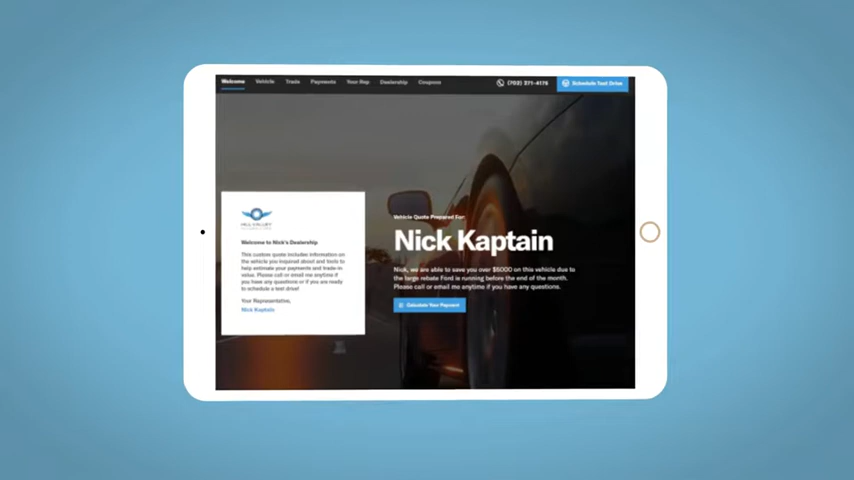 Welcome Vehicle Trade Payments Your Rep Dealership Coupons (702) 271-4176 Schedule Test Drive
HILL VALLEY
Welcome to Nick's Dealership
This custom quote includes information on
the vehicle you inquired about and tools to
help estimate your payments and trade-in
value. Please call or email me anytime if
you have any questions or if you are ready
to schedule a test drive!
Your Representative,
Nick Kaptain
Vehicle Quote Prepared For:
Nick Kaptain
Nick, we are able to save you over $5000 on this vehicle due to
the large rebate Ford is running before the end of the month.
Please call or email me anytime if you have any questions.
Calculate Your Payment